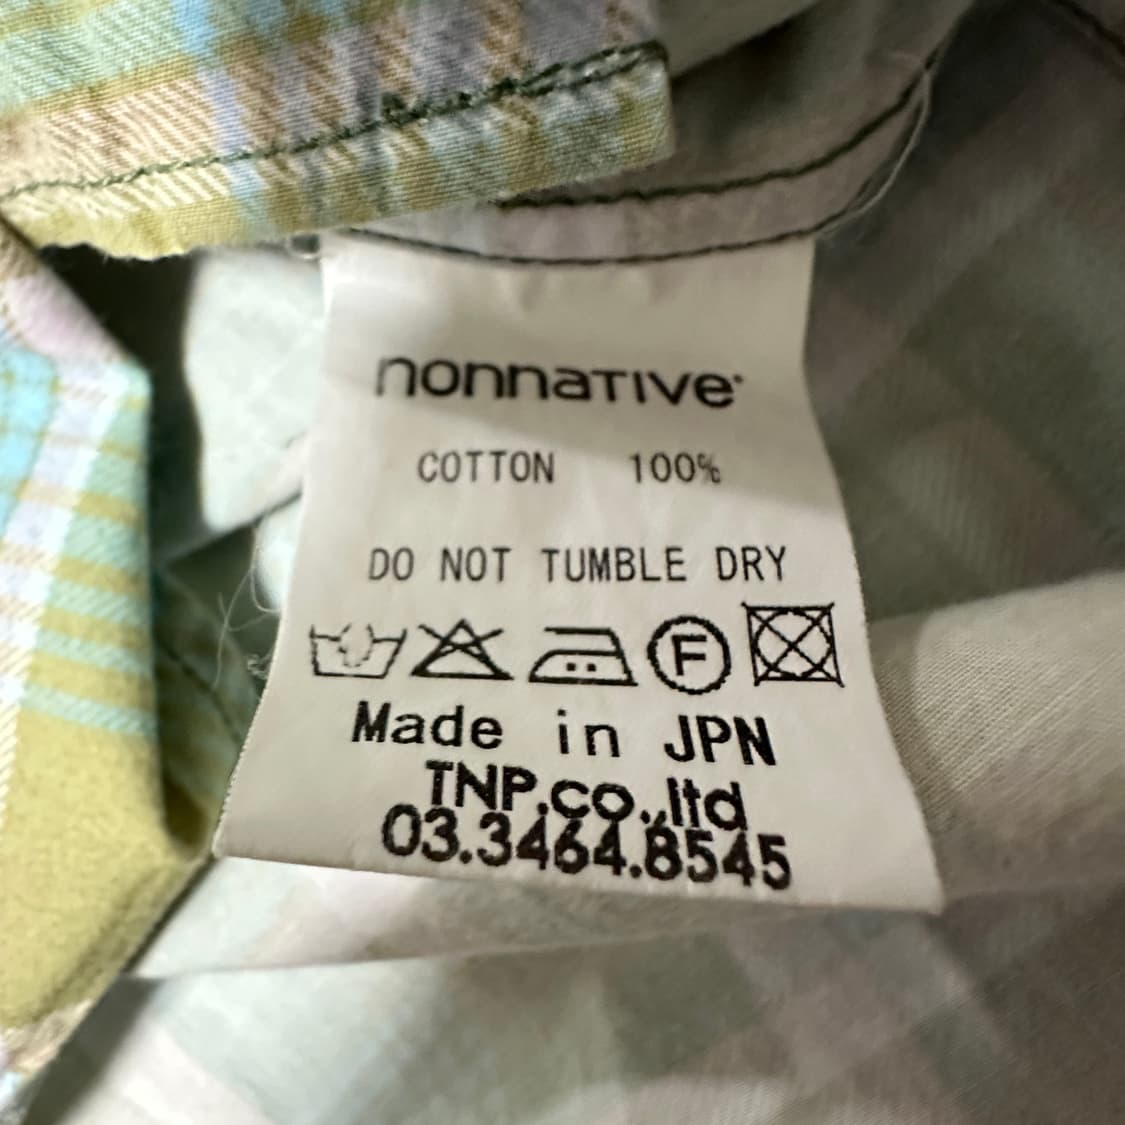 nonnative
COTTON 100%
DO NOT TUMBLE DRY
F
Made in JPN
TNP.co.,ltd
03.3464.8545